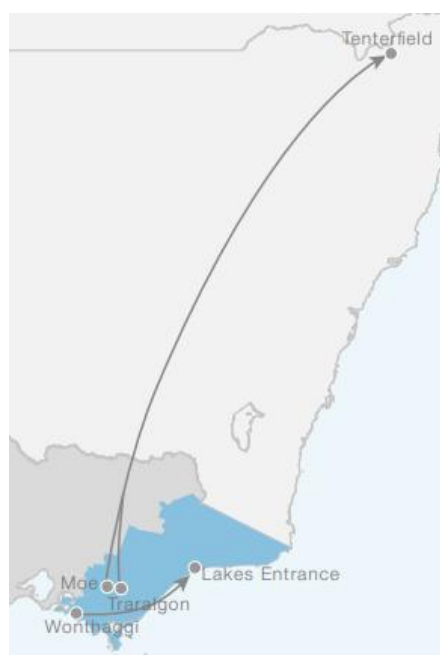 Tenterfield
Moe
Lakes Entrance
Traralgon
Wonthaggi